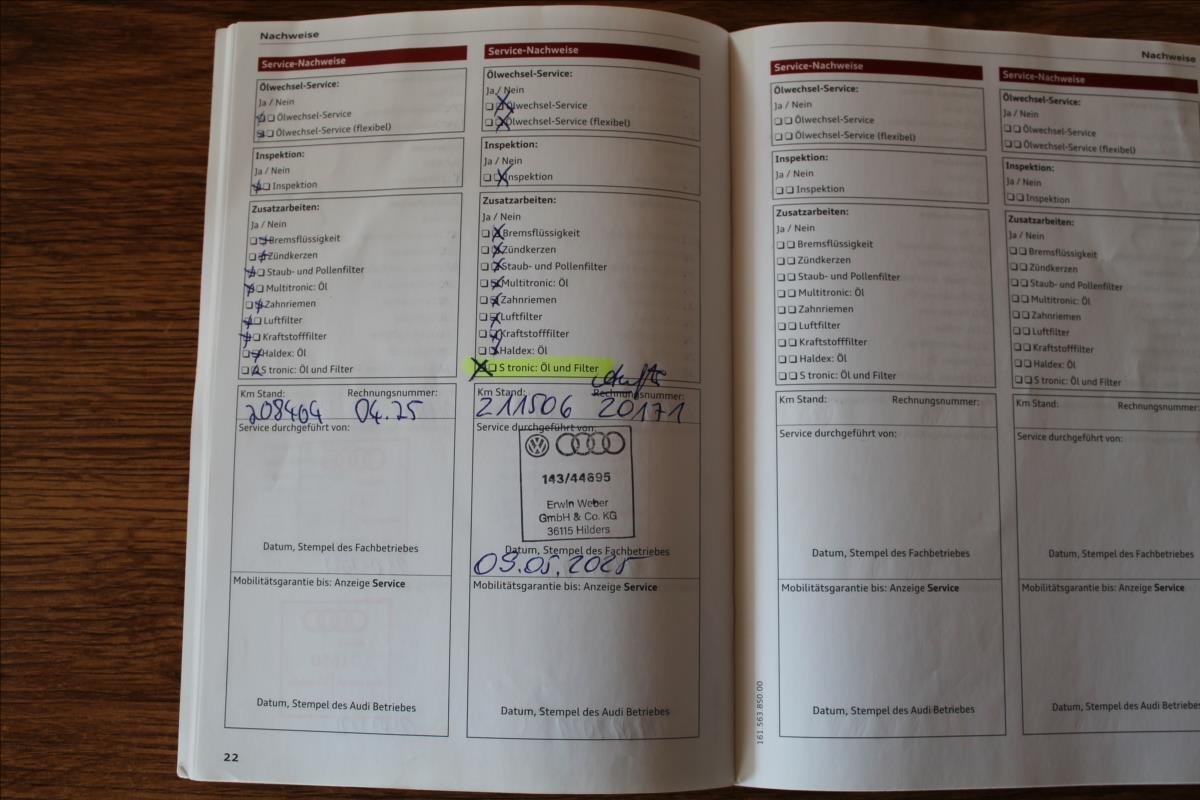 Nachweise
Service-Nachweise
Ölwechsel-Service:
Ja / Nein
Ölwechsel-Service
Ölwechsel-Service (flexibel)
Inspektion:
Ja / Nein
Inspektion
Zusatzarbeiten:
Ja / Nein
Bremsflüssigkeit
Zündkerzen
Staub- und Pollenfilter
Multitronic: Öl
Zahnriemen
Luftfilter
Kraftstofffilter
Haldex: Öl
S tronic: Öl und Filter
Km Stand: Rechnungsnummer:
208464 04.25
Service durchgeführt von:
Datum, Stempel des Fachbetriebes
Mobilitätsgarantie bis: Anzeige Service
Datum, Stempel des Audi Betriebes
22
Service-Nachweise
Ölwechsel-Service:
Ja / Nein
Ölwechsel-Service
Ölwechsel-Service (flexibel)
Inspektion:
Ja / Nein
Inspektion
Zusatzarbeiten:
Ja / Nein
Bremsflüssigkeit
Zündkerzen
Staub- und Pollenfilter
Multitronic: Öl
Zahnriemen
Luftfilter
Kraftstofffilter
Haldex: Öl
S tronic: Öl und Filter
Km Stand: Rechnungsnummer:
211506 20171
Service durchgeführt von:
143/44695
Erwin Weber
GmbH & Co. KG
36115 Hilders
Datum, Stempel des Fachbetriebes
09.05.2025
Mobilitätsgarantie bis: Anzeige Service
Datum, Stempel des Audi Betriebes
Service-Nachweise
Ölwechsel-Service:
Ja / Nein
Ölwechsel-Service
Ölwechsel-Service (flexibel)
Inspektion:
Ja / Nein
Inspektion
Zusatzarbeiten:
Ja / Nein
Bremsflüssigkeit
Zündkerzen
Staub- und Pollenfilter
Multitronic: Öl
Zahnriemen
Luftfilter
Kraftstofffilter
Haldex: Öl
S tronic: Öl und Filter
Km Stand: Rechnungsnummer:
Service durchgeführt von:
Datum, Stempel des Fachbetriebes
Mobilitätsgarantie bis: Anzeige Service
Datum, Stempel des Audi Betriebes
161.563.850.00
Nachweise
Service-Nachweise
Ölwechsel-Service:
Ja / Nein
Ölwechsel-Service
Ölwechsel-Service (flexibel)
Inspektion:
Ja / Nein
Inspektion
Zusatzarbeiten:
Ja / Nein
Bremsflüssigkeit
Zündkerzen
Staub- und Pollenfilter
Multitronic: Öl
Zahnriemen
Luftfilter
Kraftstofffilter
Haldex: Öl
S tronic: Öl und Filter
Km Stand: Rechnungsnummer:
Service durchgeführt von:
Datum, Stempel des Fachbetriebes
Mobilitätsgarantie bis: Anzeige Service
Datum, Stempel des Audi Betriebes